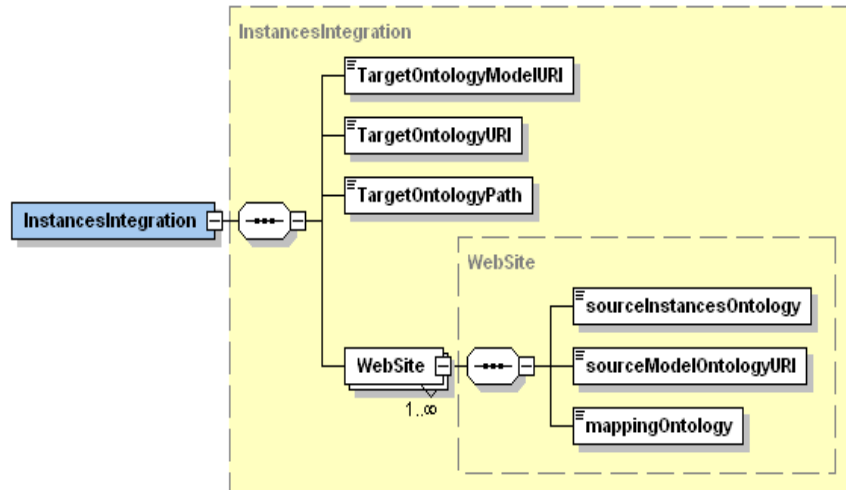 InstancesIntegration
TargetOntologyModelURI
TargetOntologyURI
TargetOntologyPath
InstancesIntegration
WebSite
sourceInstancesOntology
WebSite
sourceModelOntologyURI
1..∞
mappingOntology